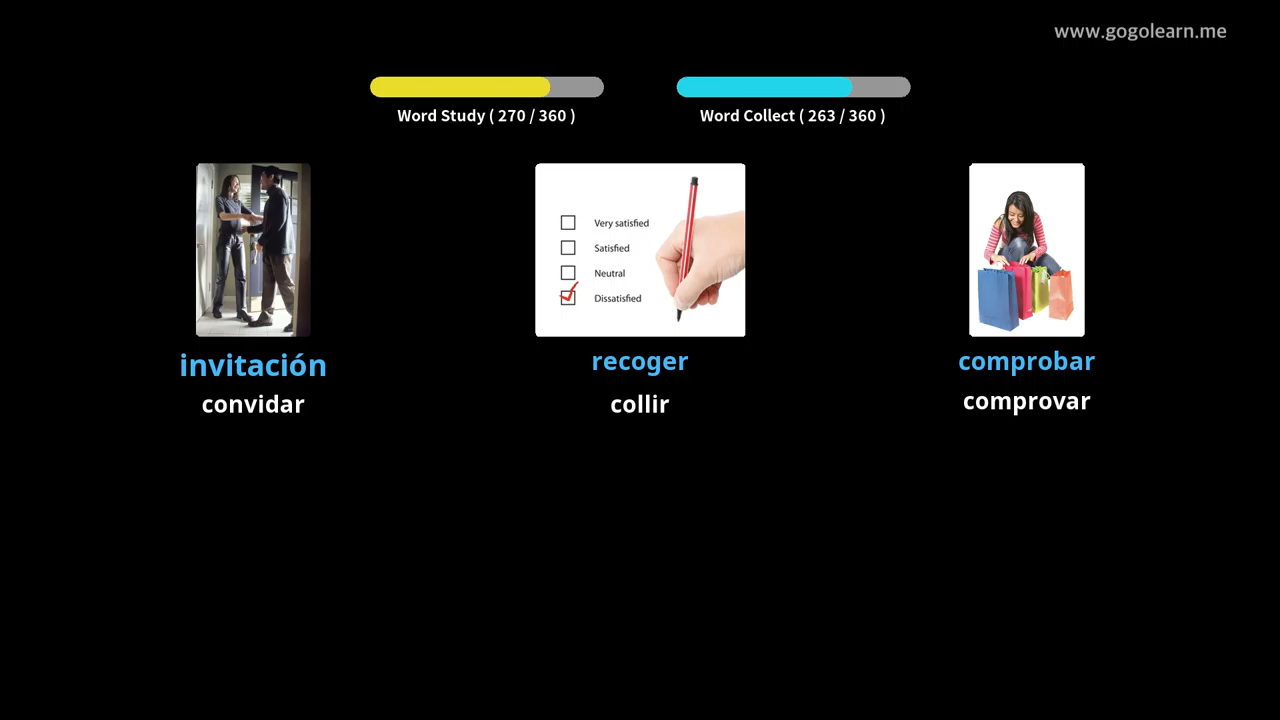 www.gogolearn.me
Word Study ( 270 / 360 )
Word Collect ( 263 / 360 )
Very satisfied
Satisfied
Neutral
Dissatisfied
invitación
recoger
comprobar
convidar
collir
comprovar